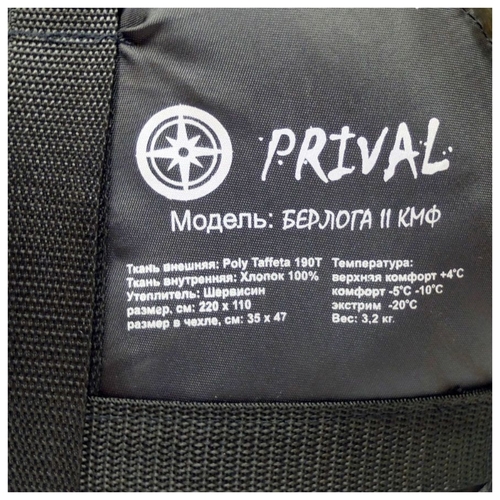 PRIVAL
Модель: БЕРЛОГА II КМФ
Ткань внешняя: Poly Taffeta 190T
Ткань внутренняя: Хлопок 100%
Утеплитель: Шервисин
размер, см: 220 x 110
размер в чехле, см: 35 x 47
Температура:
верхняя комфорт +4°C
комфорт -5°C -10°C
экстрим -20°C
Вес: 3,2 кг.